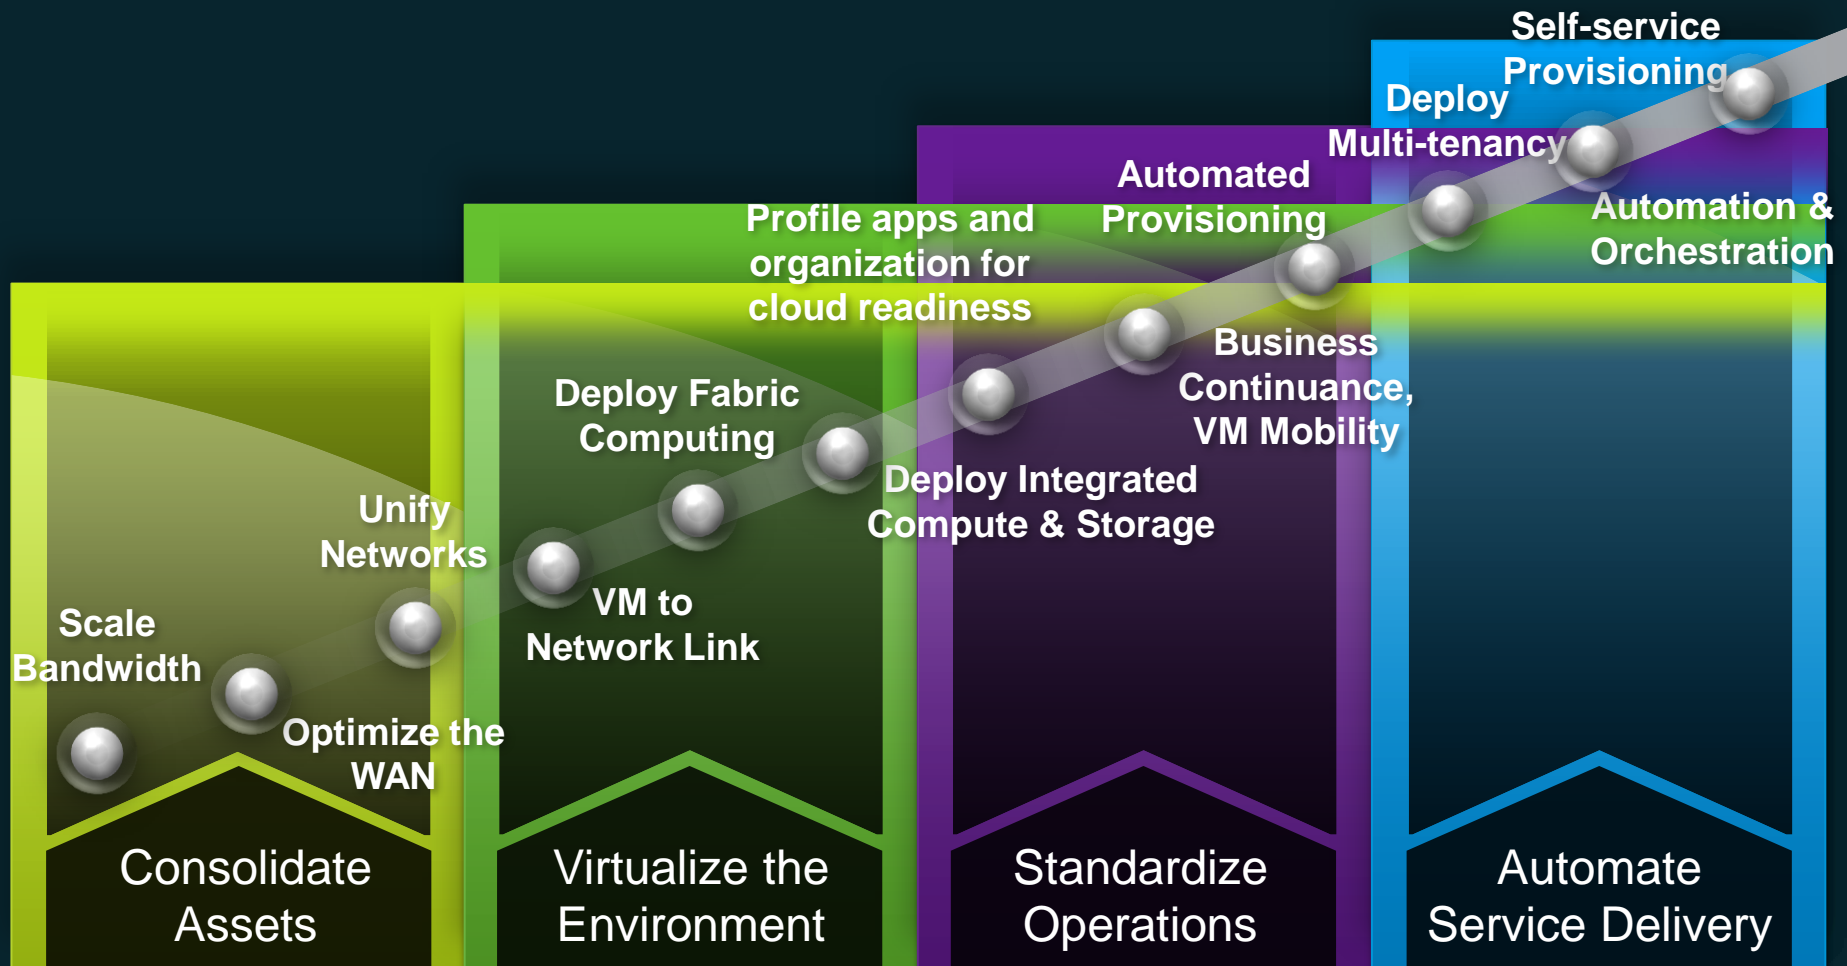 Scale
Bandwidth
Optimize the
WAN
Unify
Networks
VM to
Network Link
Deploy Fabric
Computing
Profile apps and
organization for
cloud readiness
Deploy Integrated
Compute & Storage
Automated
Provisioning
Business
Continuance,
VM Mobility
Deploy
Multi-tenancy
Automation &
Orchestration
Self-service
Provisioning
Consolidate
Assets
Virtualize the
Environment
Standardize
Operations
Automate
Service Delivery